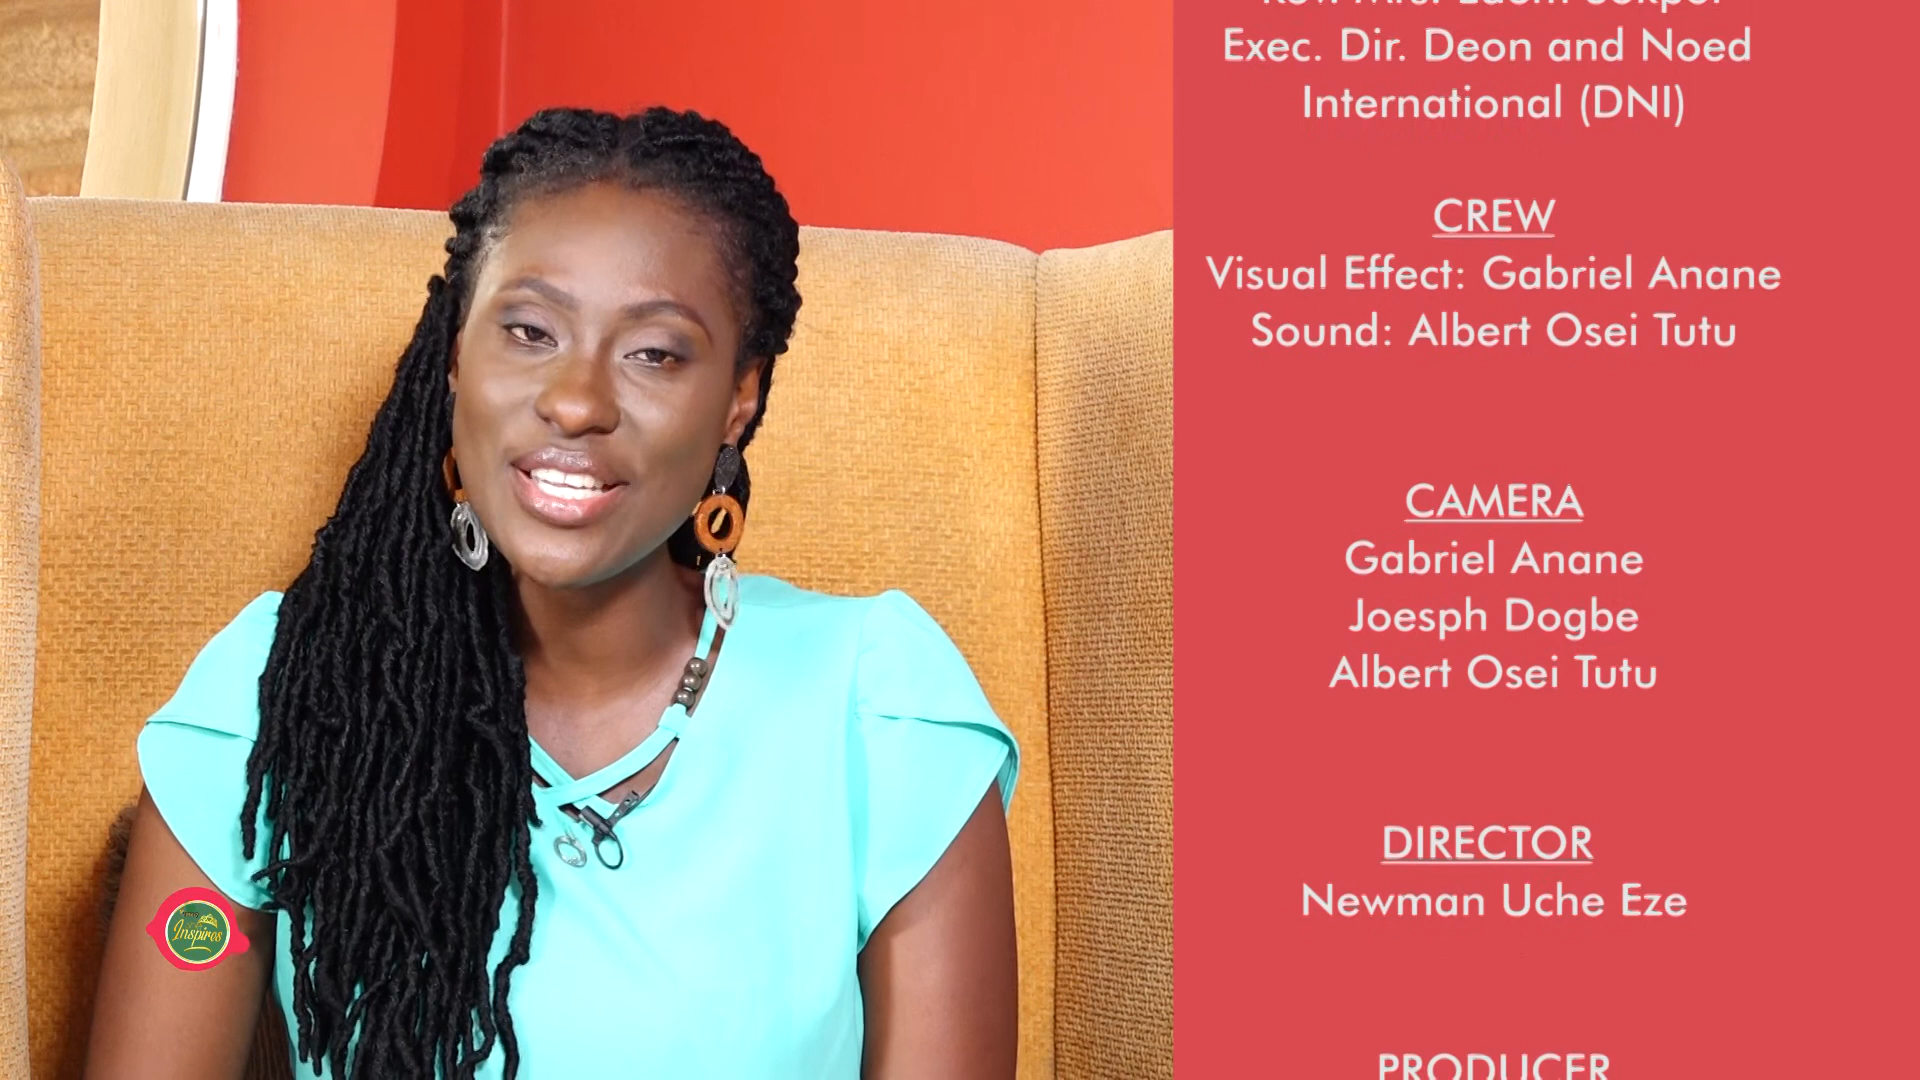 Exec. Dir. Deon and Noed
International (DNI)
CREW
Visual Effect: Gabriel Anane
Sound: Albert Osei Tutu
CAMERA
Gabriel Anane
Joesph Dogbe
Albert Osei Tutu
DIRECTOR
Newman Uche Eze
PRODUCER
Inspires